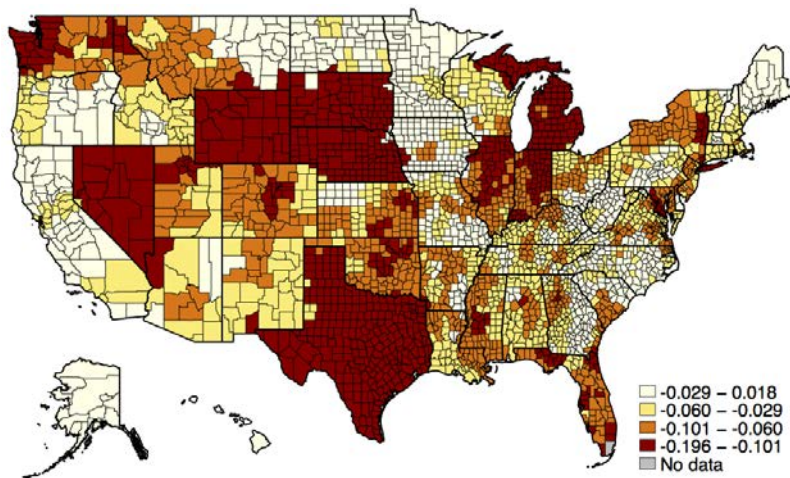 -0.029 – 0.018
-0.060 – -0.029
-0.101 – -0.060
-0.196 – -0.101
No data